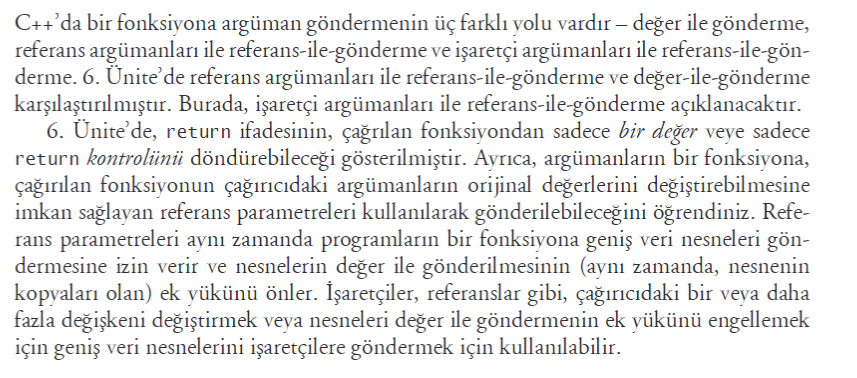 C++’da bir fonksiyona argüman göndermenin üç farklı yolu vardır – değer ile gönderme,
referans argümanları ile referans-ile-gönderme ve işaretçi argümanları ile referans-ile-gön-
derme. 6. Ünite’de referans argümanları ile referans-ile-gönderme ve değer-ile-gönderme
karşılaştırılmıştır. Burada, işaretçi argümanları ile referans-ile-gönderme açıklanacaktır.
6. Ünite’de, return ifadesinin, çağrılan fonksiyondan sadece bir değer veye sadece
return kontrolünü döndürebileceği gösterilmiştir. Ayrıca, argümanların bir fonksiyona,
çağırılan fonksiyonun çağırıcıdaki argümanların orijinal değerlerini değiştirebilmesine
imkan sağlayan referans parametreleri kullanılarak gönderilebileceğini öğrendiniz. Refe-
rans parametreleri aynı zamanda programların bir fonksiyona geniş veri nesneleri gön-
dermesine izin verir ve nesnelerin değer ile gönderilmesinin (aynı zamanda, nesnenin
kopyaları olan) ek yükünü önler. İşaretçiler, referanslar gibi, çağırıcıdaki bir veya daha
fazla değişkeni değiştirmek veya nesneleri değer ile göndermenin ek yükünü engellemek
için geniş veri nesnelerini işaretçilere göndermek için kullanılabilir.